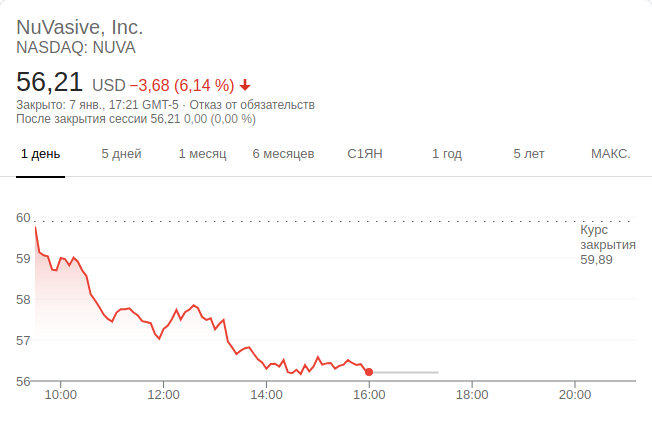 NuVasive, Inc.
NASDAQ: NUVA
56,21 USD −3,68 (6,14 %)
Закрыто: 7 янв., 17:21 GMT-5 · Отказ от обязательств
После закрытия сессии 56,21 0,00 (0,00 %)
1 день 5 дней 1 месяц 6 месяцев С1ЯН 1 год 5 лет МАКС.
60
Курс
закрытия
59,89
59
58
57
56
10:00 12:00 14:00 16:00 18:00 20:00